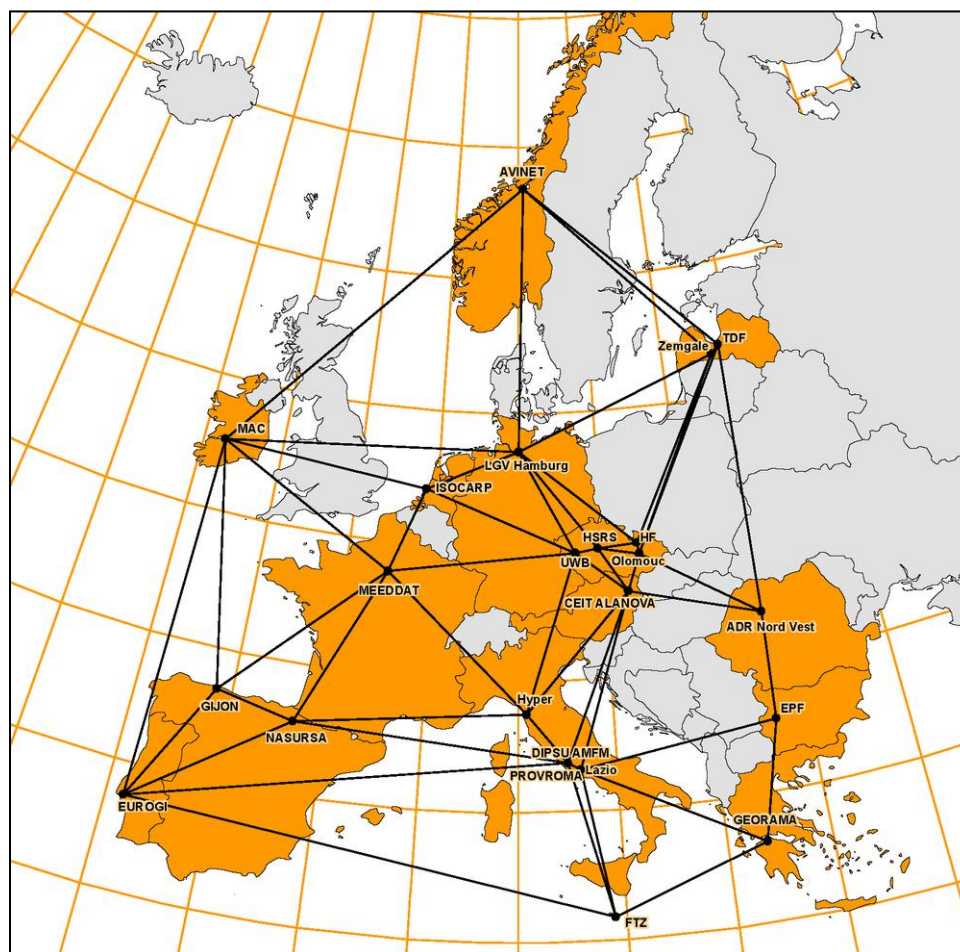 AVINET
TDF
Zemgale
MAC
LGV Hamburg
ISOCARP
HSRS
HF
UWB
Olomouc
MEEDDAT
CEIT ALANOVA
ADR Nord Vest
GIJON
Hyper
EPF
NASURSA
DIPSU AMFM
PROVROMA
Lazio
EUROGI
GEORAMA
FTZ